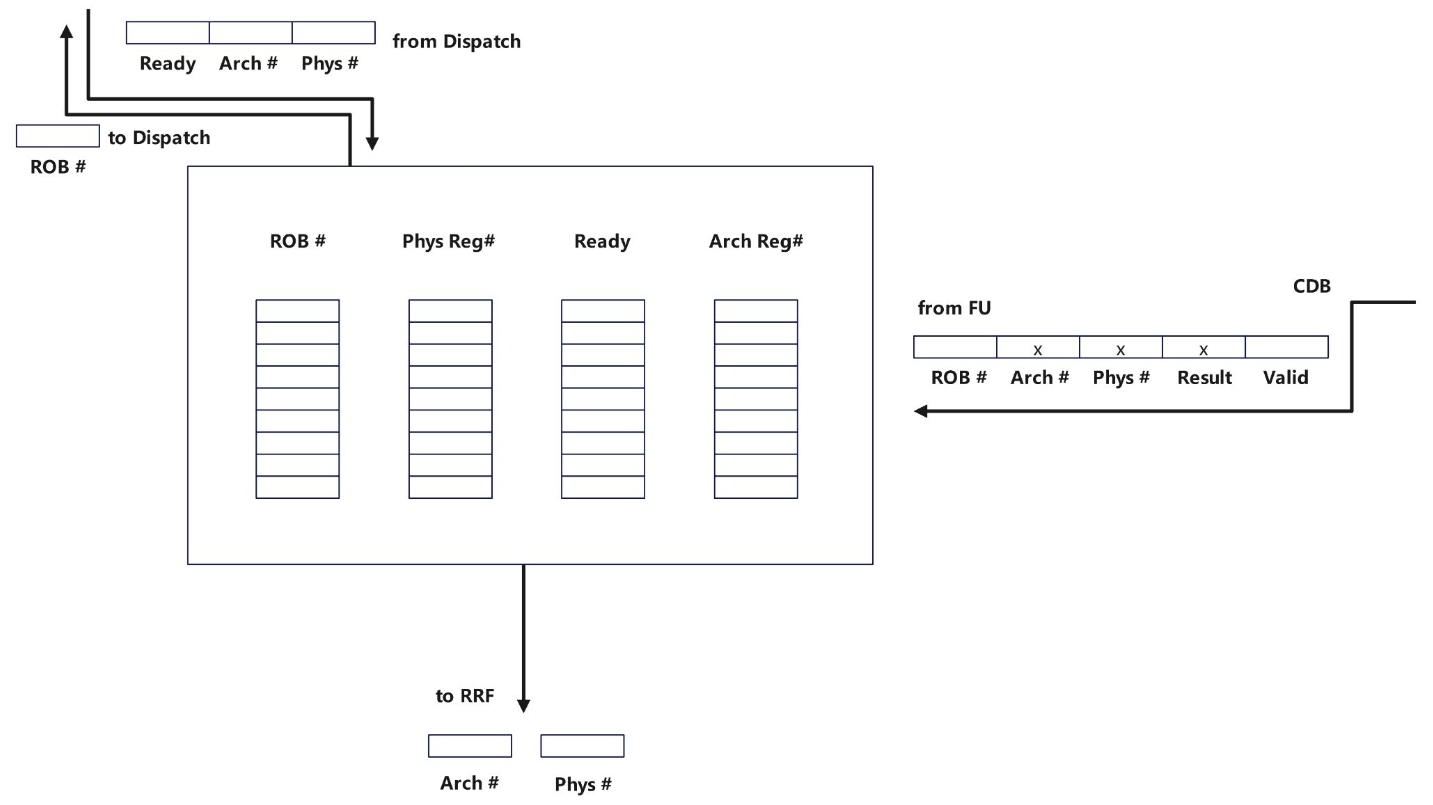 from Dispatch
Ready Arch # Phys #
to Dispatch
ROB #
ROB # Phys Reg# Ready Arch Reg#
CDB
from FU
x x x
ROB # Arch # Phys # Result Valid
to RRF
Arch # Phys #